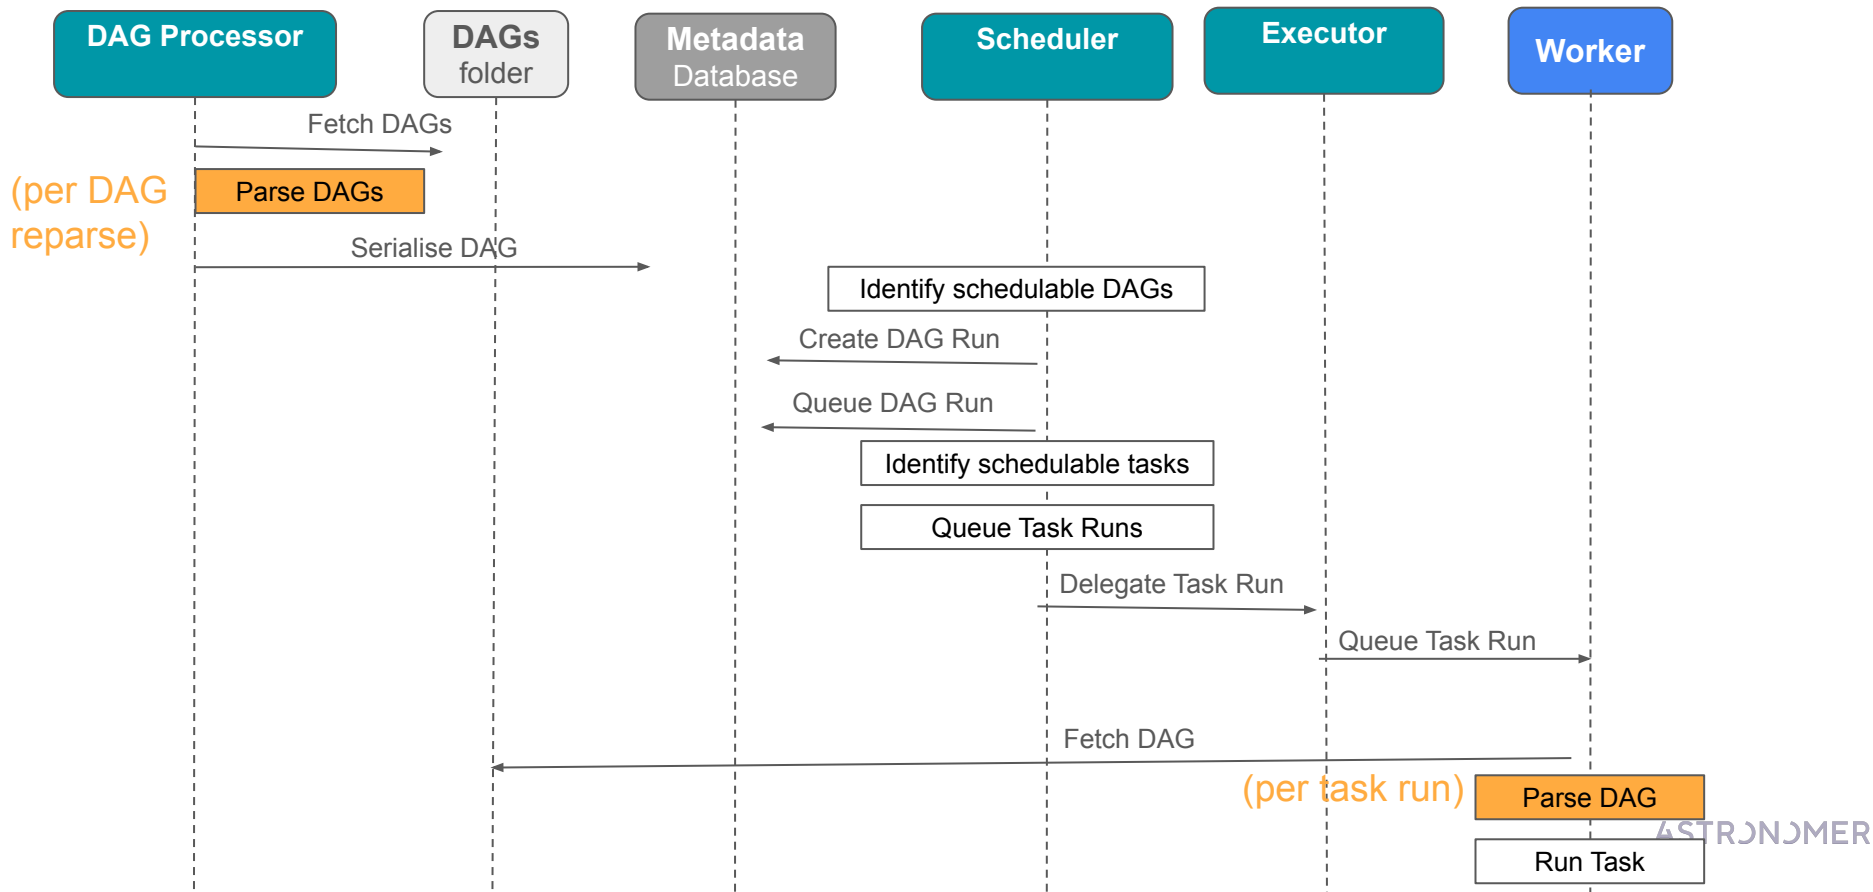 DAG Processor
DAGs
folder
Metadata
Database
Scheduler
Executor
Worker
Fetch DAGs
(per DAG
reparse)
Parse DAGs
Serialise DAG
Identify schedulable DAGs
Create DAG Run
Queue DAG Run
Identify schedulable tasks
Queue Task Runs
Delegate Task Run
Queue Task Run
Fetch DAG
(per task run)
Parse DAG
ASTRONOMER
Run Task